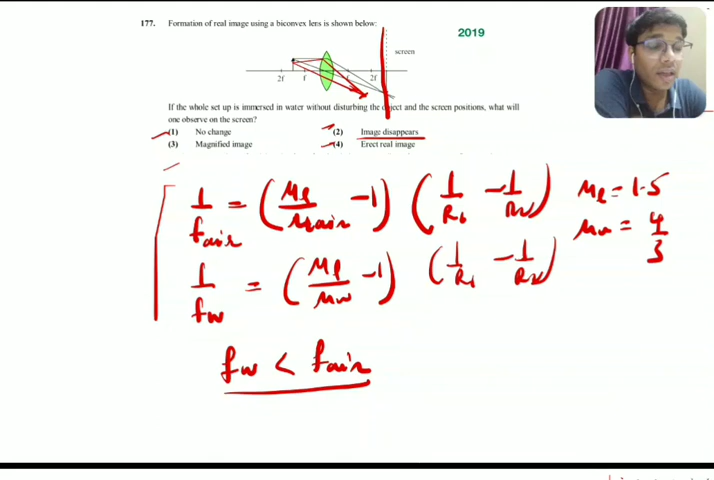 177. Formation of real image using a biconvex lens is shown below:
2019
screen
2f f f 2f
If the whole set up is immersed in water without disturbing the object and the screen positions, what will
one observe on the screen?
(1) No change (2) Image disappears
(3) Magnified image (4) Erect real image
1/fair = (μl/μair -1) (1/R1 - 1/R2) μl = 1.5
μw = 4/3
1/fw = (μl/μw -1) (1/R1 - 1/R2)
fw < fair